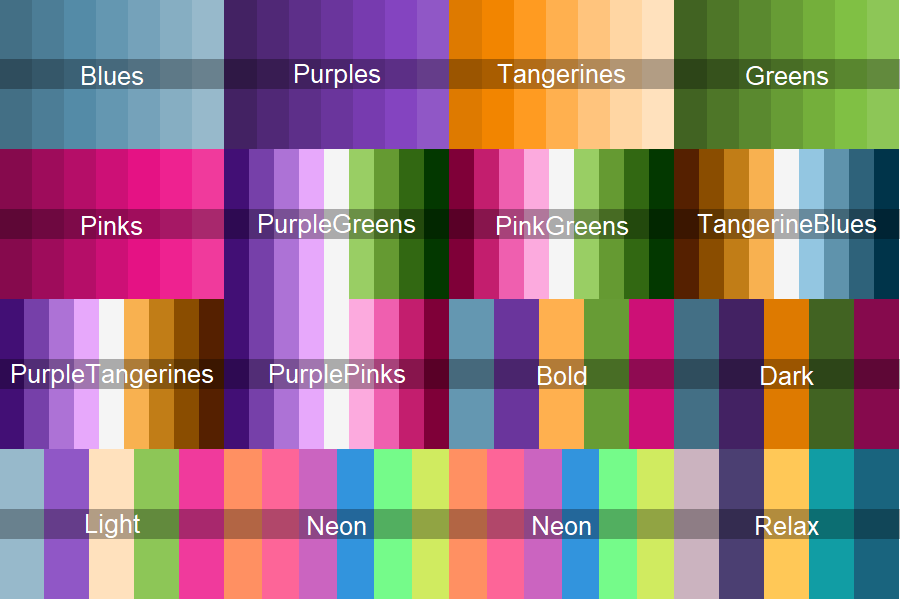 Blues
Purples
Tangerines
Greens
Pinks
PurpleGreens
PinkGreens
TangerineBlues
PurpleTangerines
PurplePinks
Bold
Dark
Light
Neon
Neon
Relax